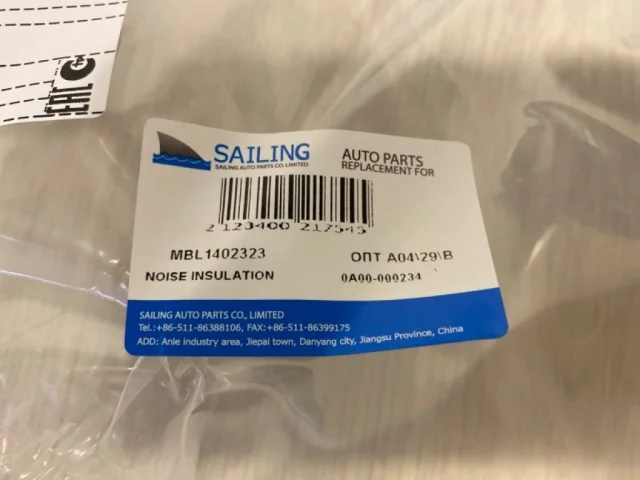 EAC
SAILING
SAILING AUTO PARTS CO. LIMITED
AUTO PARTS
REPLACEMENT FOR
2 123400 217545
MBL1402323
ОПТ A04\29\B
NOISE INSULATION
0A00-000234
SAILING AUTO PARTS CO,. LIMITED
Tel.:+86-511-86388106, FAX:+86-511-86399175
ADD: Anie industry area, Jiepai town, Danyang city, Jiangsu Province, China